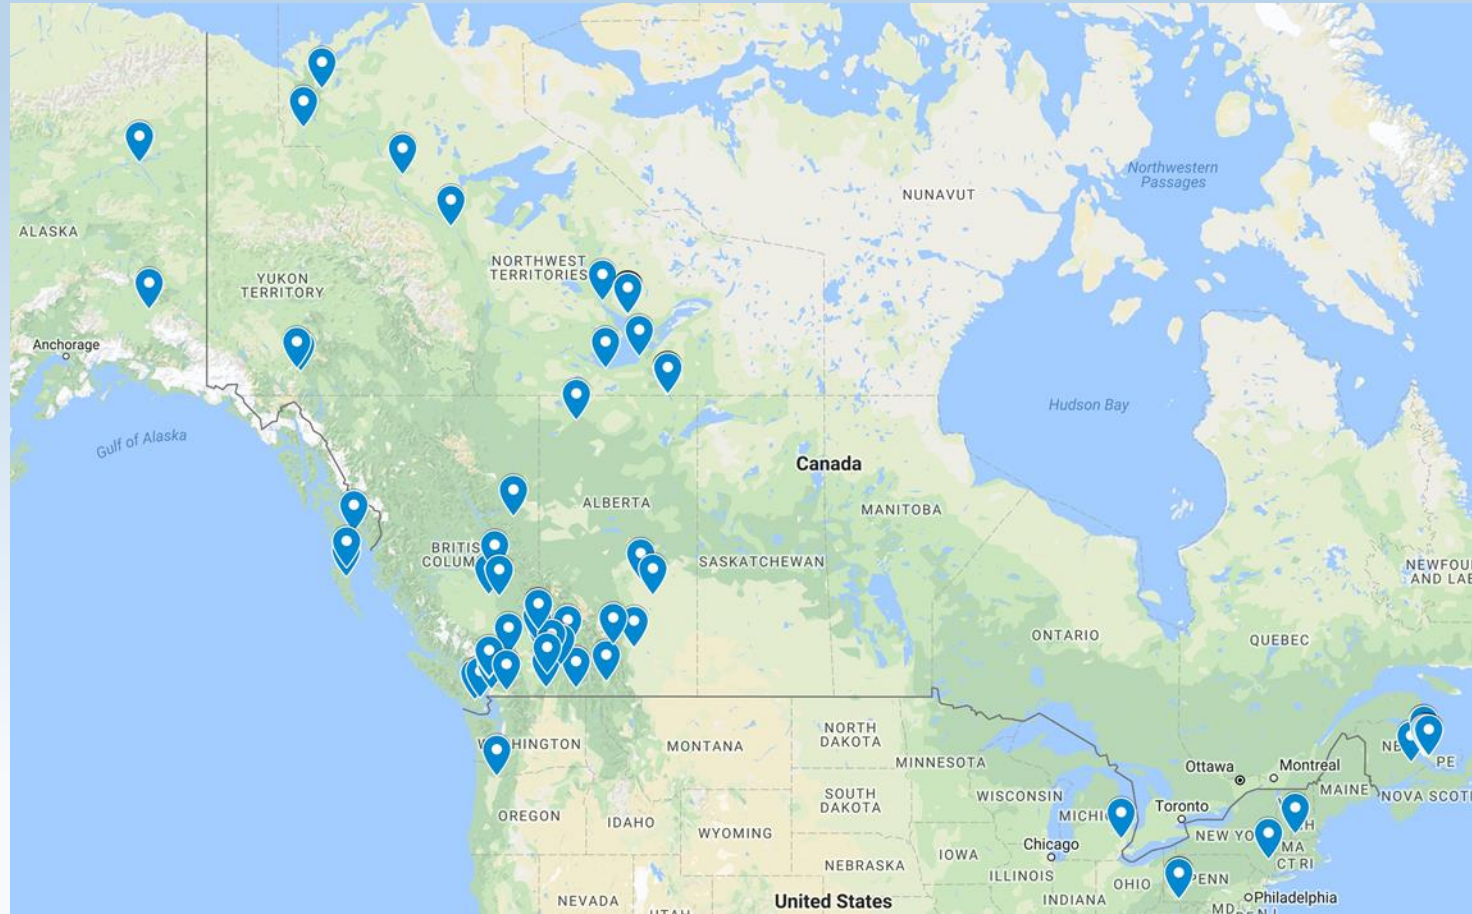 Northwestern
Passages
NUNAVUT
ALASKA
NORTHWEST
TERRITORIES
YUKON
TERRITORY
Anchorage
Hudson Bay
Gulf of Alaska
Canada
ALBERTA
MANITOBA
BRITIS
COLUM
SASKATCHEWAN
NEWFOU
AND LAB
ONTARIO
QUEBEC
NORTH
DAKOTA
HINGTON
MONTANA
MINNESOTA
NB
PE
Ottawa
Montreal
MAINE
NOVA SCOTI
SOUTH
DAKOTA
WISCONSIN
MICHI
Toronto
OREGON
IDAHO
WYOMING
NEW YO
MA
CT RI
Chicago
IOWA
NEBRASKA
ILLINOIS
OHIO
PENN
INDIANA
Philadelphia
NEVADA
United States
MD